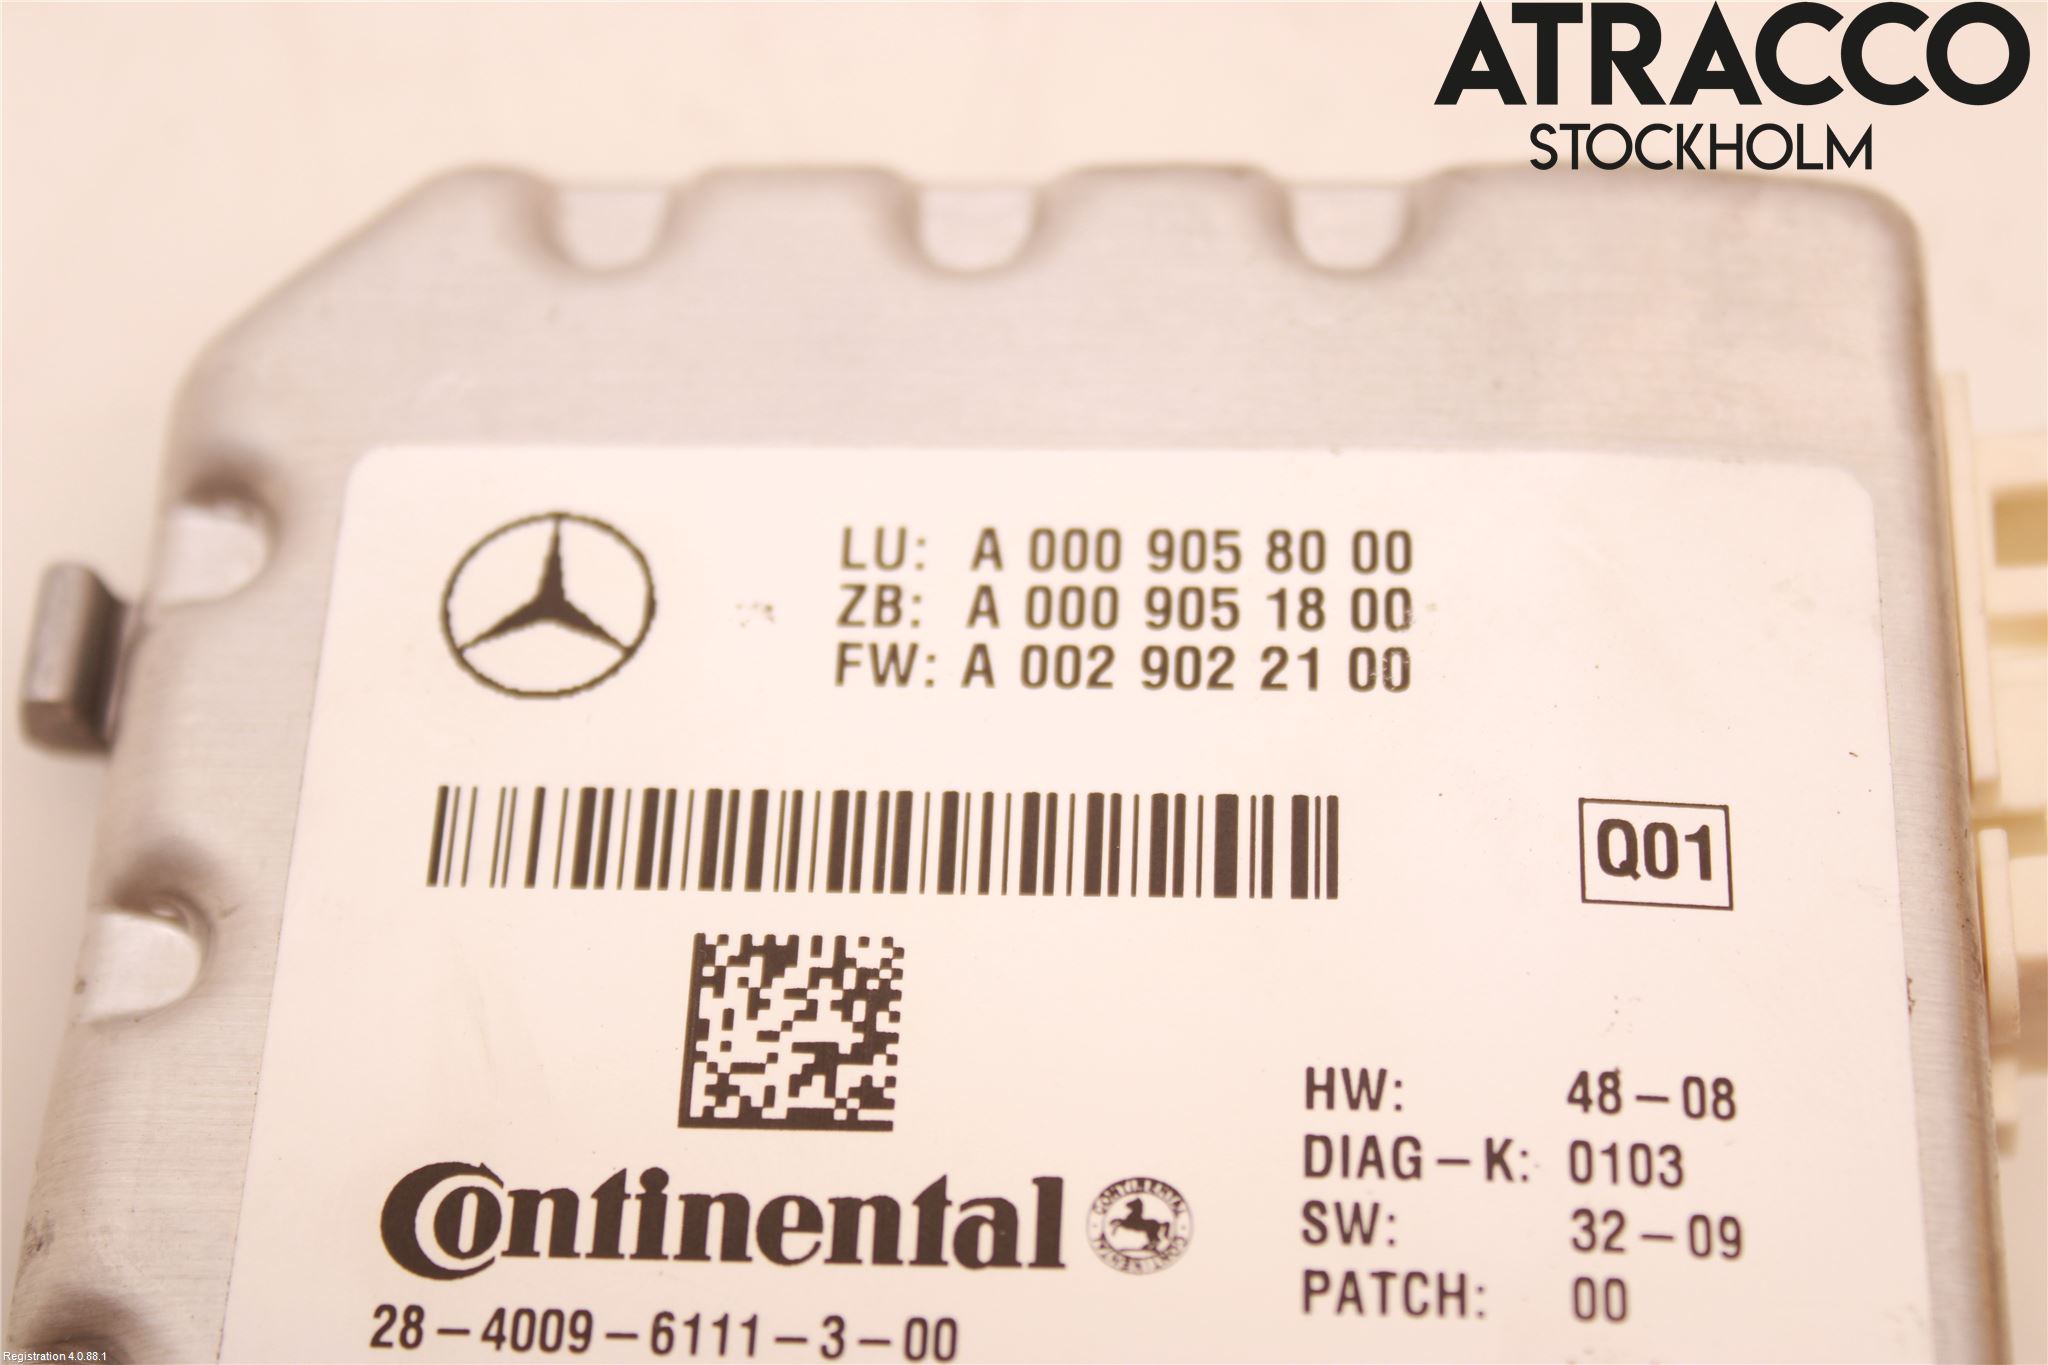 ATRACCO
STOCKHOLM
LU: A 000 905 80 00
ZB: A 000 905 18 00
FW: A 002 902 21 00
Q01
HW: 48-08
DIAG-K: 0103
SW: 32-09
PATCH: 00
Continental
CONTINENTAL CONTINENTAL
28-4009-6111-3-00
Registration 4.0.88.1